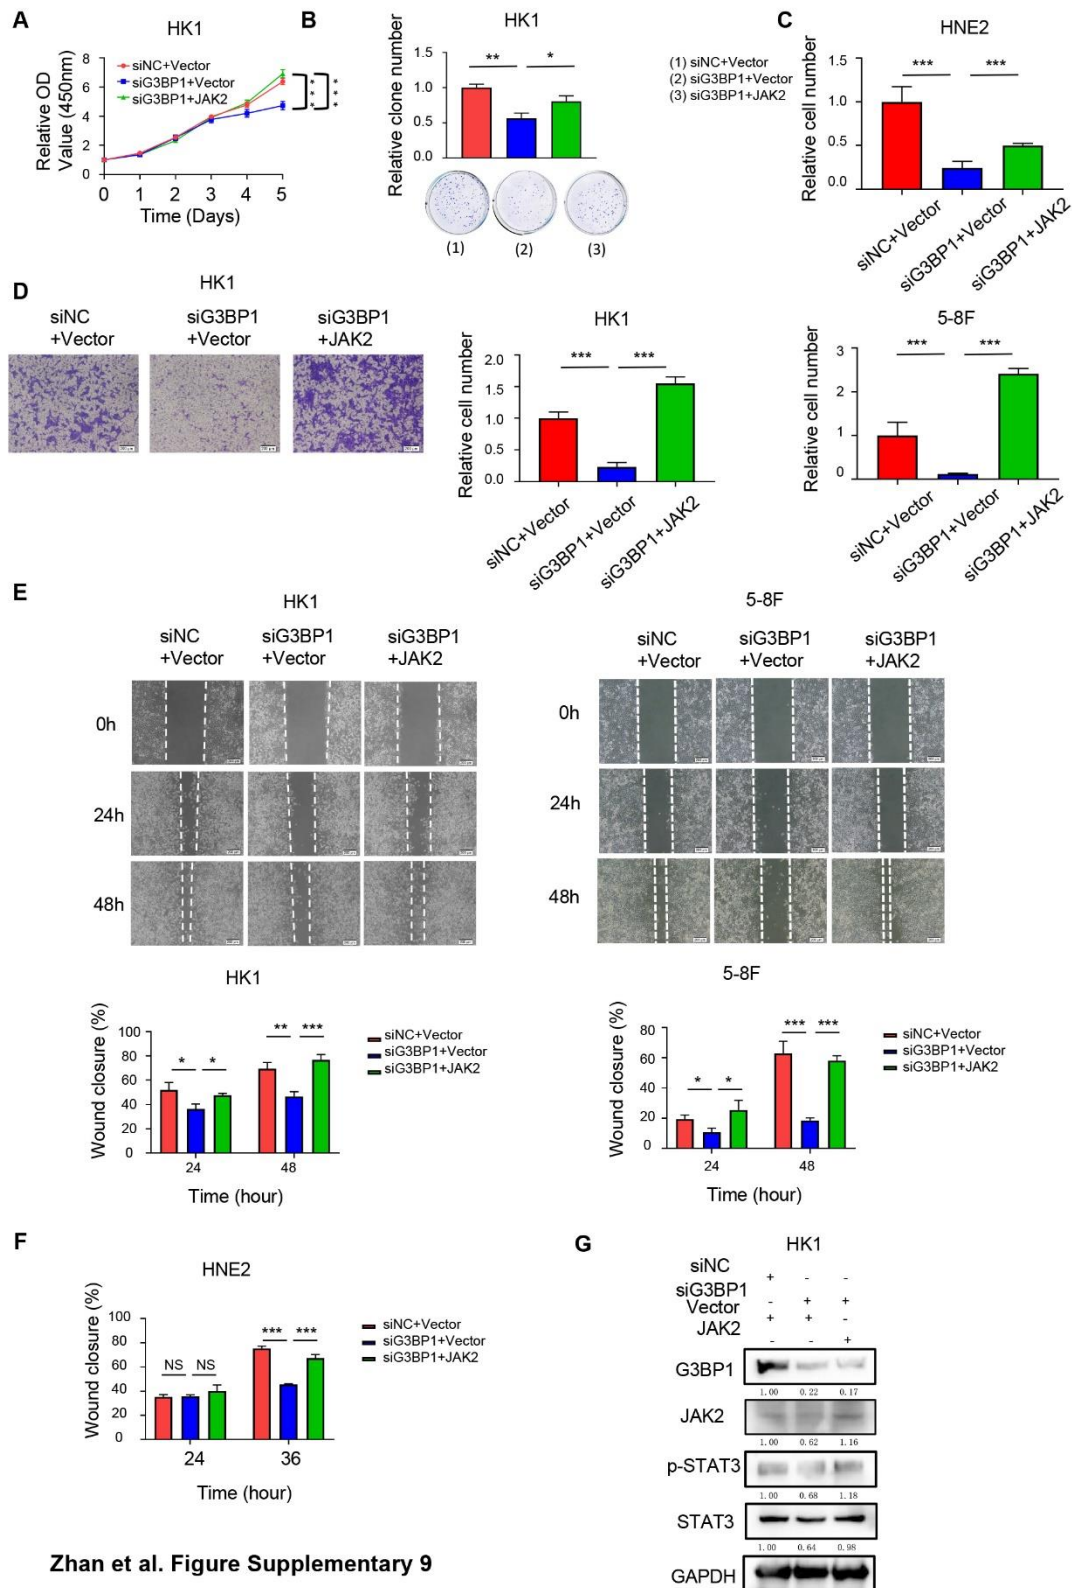 A
HK1
Relative OD
Value (450nm)
siNC+Vector
siG3BP1+Vector
siG3BP1+JAK2
8
6
4
2
0
0 1 2 3 4 5
Time (Days)
***
***
B
HK1
Relative clone number
1.5
1.0
0.5
0.0
** *
(1) (2) (3)
(1) siNC+Vector
(2) siG3BP1+Vector
(3) siG3BP1+JAK2
C
HNE2
Relative cell number
1.5
1.0
0.5
0.0
*** ***
siNC+Vector
siG3BP1+Vector
siG3BP1+JAK2
D
HK1
siNC
+Vector
siG3BP1
+Vector
siG3BP1
+JAK2
HK1
Relative cell number
2.0
1.5
1.0
0.5
0.0
*** ***
siNC+Vector
siG3BP1+Vector
siG3BP1+JAK2
5-8F
Relative cell number
3
2
1
0
*** ***
siNC+Vector
siG3BP1+Vector
siG3BP1+JAK2
E
HK1
siNC
+Vector
siG3BP1
+Vector
siG3BP1
+JAK2
0h
24h
48h
5-8F
siNC
+Vector
siG3BP1
+Vector
siG3BP1
+JAK2
0h
24h
48h
HK1
Wound closure (%)
100
80
60
40
20
0
* *
** ***
24 48
Time (hour)
siNC+Vector
siG3BP1+Vector
siG3BP1+JAK2
5-8F
Wound closure (%)
80
60
40
20
0
* *
*** ***
24 48
Time (hour)
siNC+Vector
siG3BP1+Vector
siG3BP1+JAK2
F
HNE2
Wound closure (%)
100
80
60
40
20
0
NS NS
*** ***
24 36
Time (hour)
siNC+Vector
siG3BP1+Vector
siG3BP1+JAK2
G
HK1
siNC + - -
siG3BP1 - + +
Vector + + -
JAK2 - - +
G3BP1
1.00 0.22 0.17
JAK2
1.00 0.62 1.16
p-STAT3
1.00 0.68 1.18
STAT3
1.00 0.64 0.98
GAPDH
Zhan et al. Figure Supplementary 9